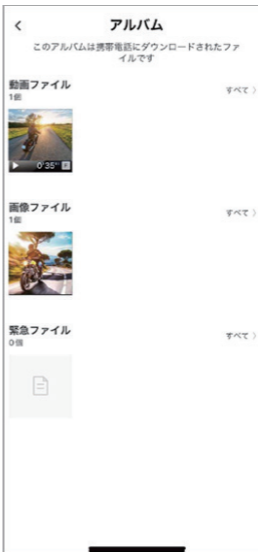 アルバム
このアルバムは携帯電話にダウンロードされたファ
イルです
動画ファイル
すべて
1個
0'35"
画像ファイル
すべて
1個
緊急ファイル
すべて
0個